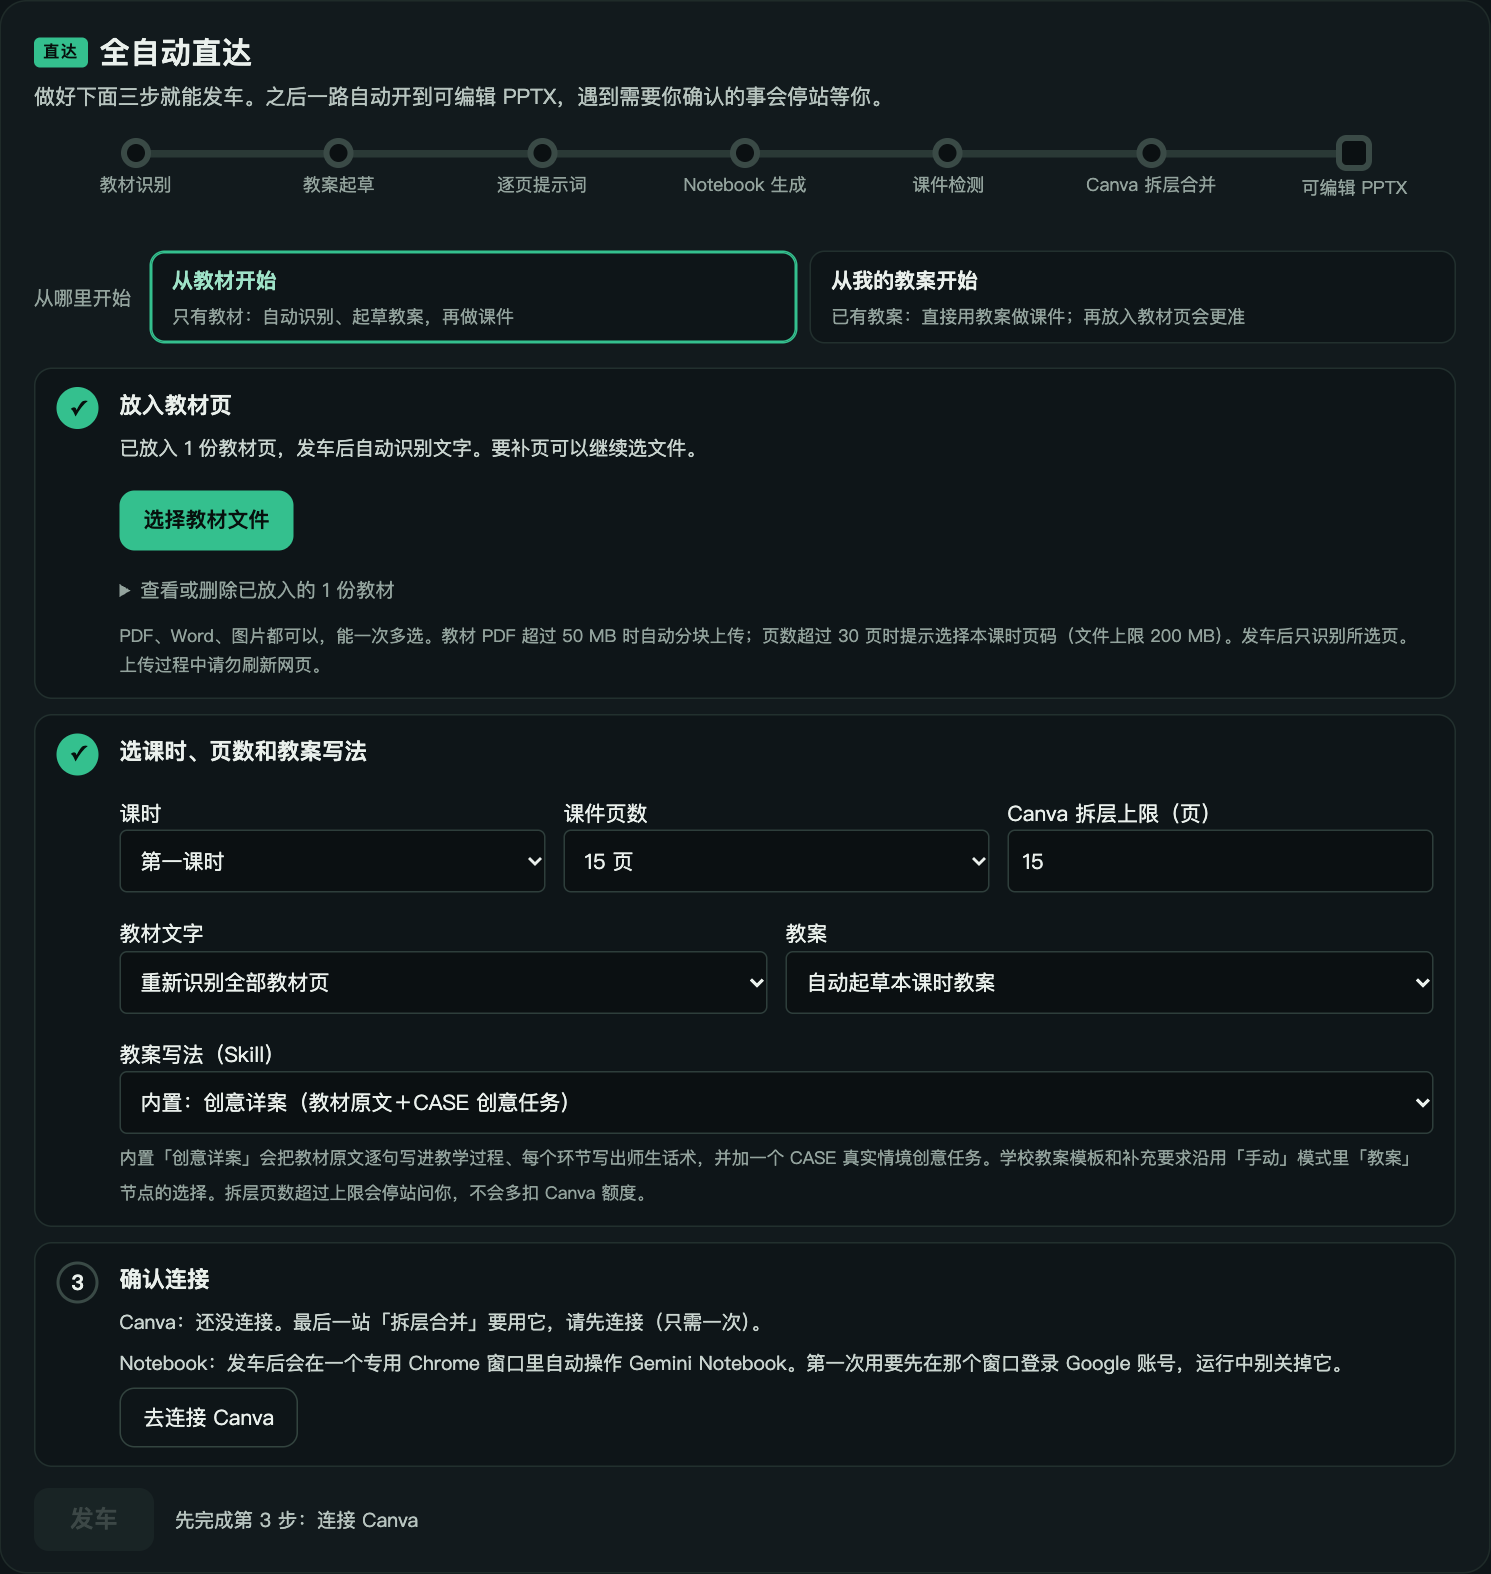 直达 全自动直达
做好下面三步就能发车。之后一路自动开到可编辑 PPTX，遇到需要你确认的事会停站等你。
教材识别 教案起草 逐页提示词 Notebook 生成 课件检测 Canva 拆层合并 可编辑 PPTX
从哪里开始
从教材开始
只有教材：自动识别、起草教案，再做课件
从我的教案开始
已有教案：直接用教案做课件；再放入教材页会更准
放入教材页
已放入 1 份教材页，发车后自动识别文字。要补页可以继续选文件。
选择教材文件
查看或删除已放入的 1 份教材
PDF、Word、图片都可以，能一次多选。教材 PDF 超过 50 MB 时自动分块上传；页数超过 30 页时提示选择本课时页码（文件上限 200 MB）。发车后只识别所选页。
上传过程中请勿刷新网页。
选课时、页数和教案写法
课时 课件页数 Canva 拆层上限（页）
第一课时 15 页 15
教材文字 教案
重新识别全部教材页 自动起草本课时教案
教案写法（Skill）
内置：创意详案（教材原文＋CASE 创意任务）
内置「创意详案」会把教材原文逐句写进教学过程、每个环节写出师生话术，并加一个 CASE 真实情境创意任务。学校教案模板和补充要求沿用「手动」模式里「教案」
节点的选择。拆层页数超过上限会停站问你，不会多扣 Canva 额度。
3 确认连接
Canva：还没连接。最后一站「拆层合并」要用它，请先连接（只需一次）。
Notebook：发车后会在一个专用 Chrome 窗口里自动操作 Gemini Notebook。第一次用要先在那个窗口登录 Google 账号，运行中别关掉它。
去连接 Canva
发车 先完成第 3 步：连接 Canva